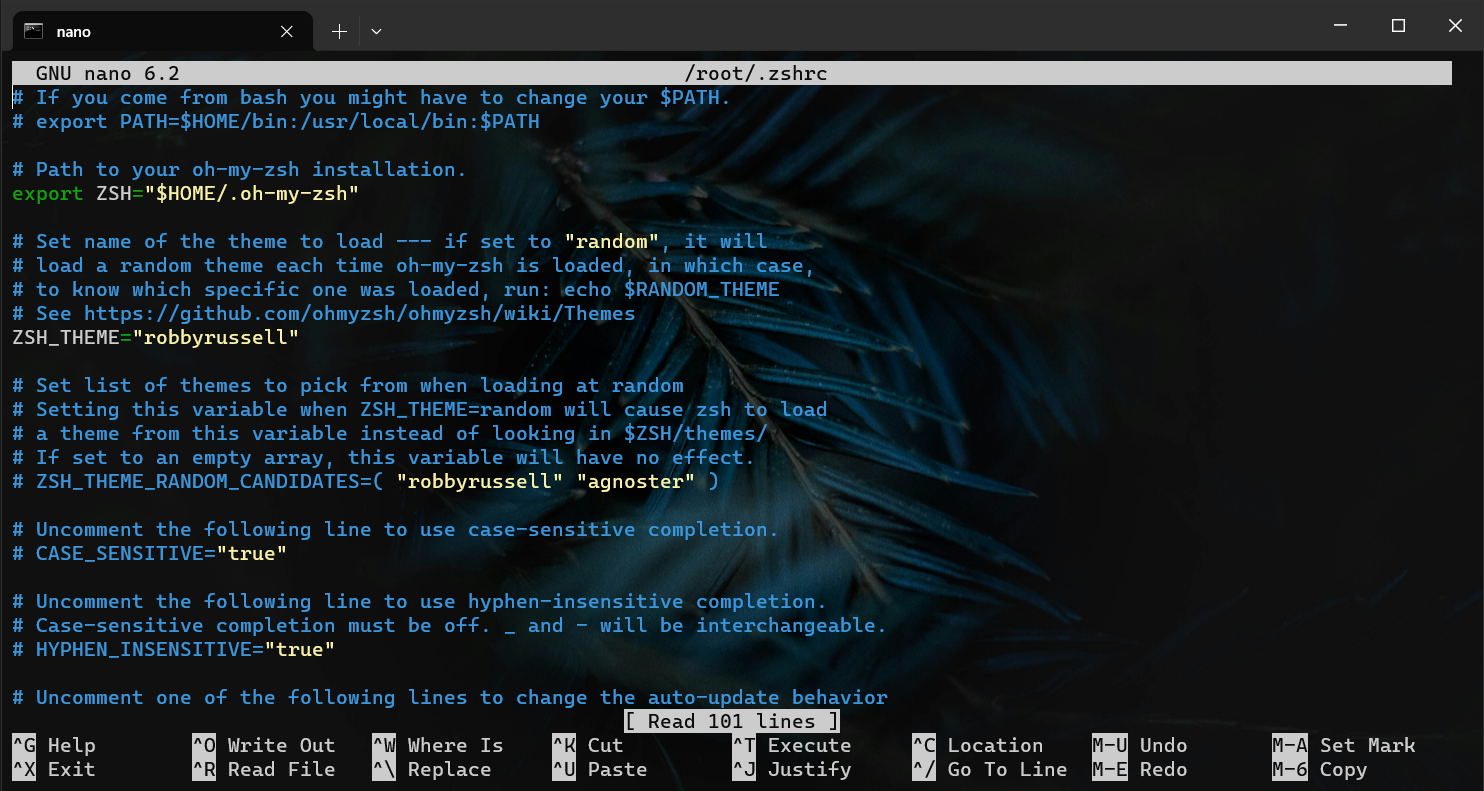 nano
GNU nano 6.2 /root/.zshrc
# If you come from bash you might have to change your $PATH.
# export PATH=$HOME/bin:/usr/local/bin:$PATH
# Path to your oh-my-zsh installation.
export ZSH="$HOME/.oh-my-zsh"
# Set name of the theme to load --- if set to "random", it will
# load a random theme each time oh-my-zsh is loaded, in which case,
# to know which specific one was loaded, run: echo $RANDOM_THEME
# See https://github.com/ohmyzsh/ohmyzsh/wiki/Themes
ZSH_THEME="robbyrussell"
# Set list of themes to pick from when loading at random
# Setting this variable when ZSH_THEME=random will cause zsh to load
# a theme from this variable instead of looking in $ZSH/themes/
# If set to an empty array, this variable will have no effect.
# ZSH_THEME_RANDOM_CANDIDATES=( "robbyrussell" "agnoster" )
# Uncomment the following line to use case-sensitive completion.
# CASE_SENSITIVE="true"
# Uncomment the following line to use hyphen-insensitive completion.
# Case-sensitive completion must be off. _ and - will be interchangeable.
# HYPHEN_INSENSITIVE="true"
# Uncomment one of the following lines to change the auto-update behavior
[ Read 101 lines ]
^G Help ^O Write Out ^W Where Is ^K Cut ^T Execute ^C Location M-U Undo M-A Set Mark
^X Exit ^R Read File ^\ Replace ^U Paste ^J Justify ^/ Go To Line M-E Redo M-6 Copy